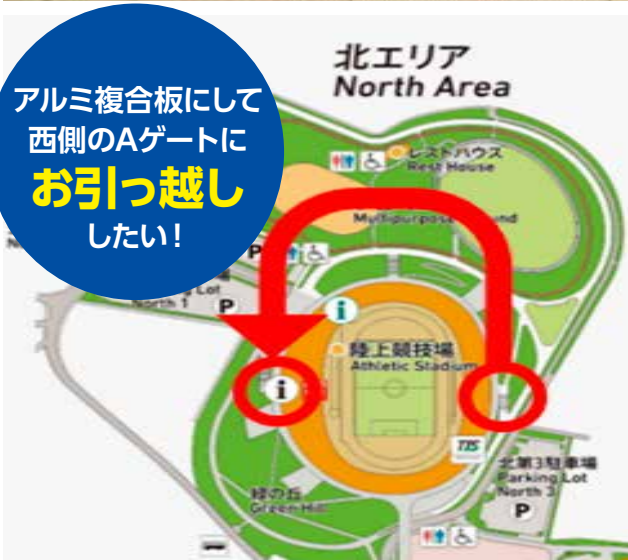 アルミ複合板にして
西側のAゲートに
お引っ越し
したい！
北エリア
North Area
レストハウス
Rest House
Multipurpose
P
Lot
North 1
P
i
陸上競技場
Athletic Stadium
i
TIS
北第3駐車場
Parking Lot
North 3
P
緑の丘
Green Hill